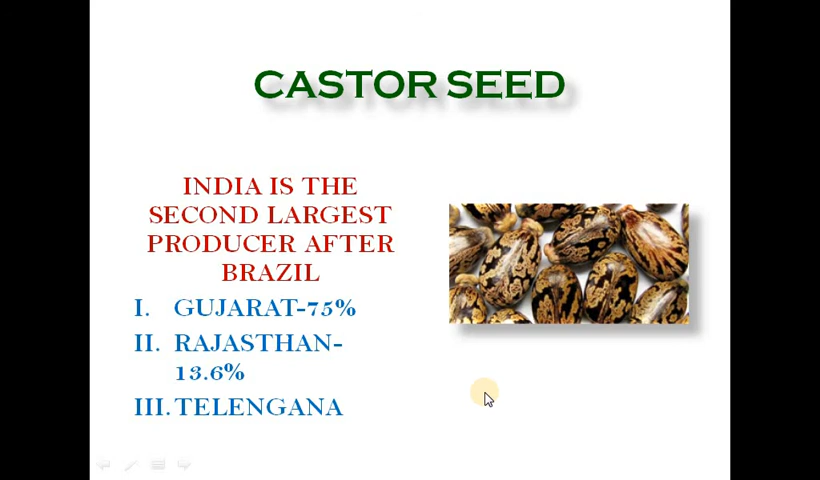 CASTOR SEED
INDIA IS THE
SECOND LARGEST
PRODUCER AFTER
BRAZIL
I. GUJARAT-75%
II. RAJASTHAN-
13.6%
III. TELENGANA